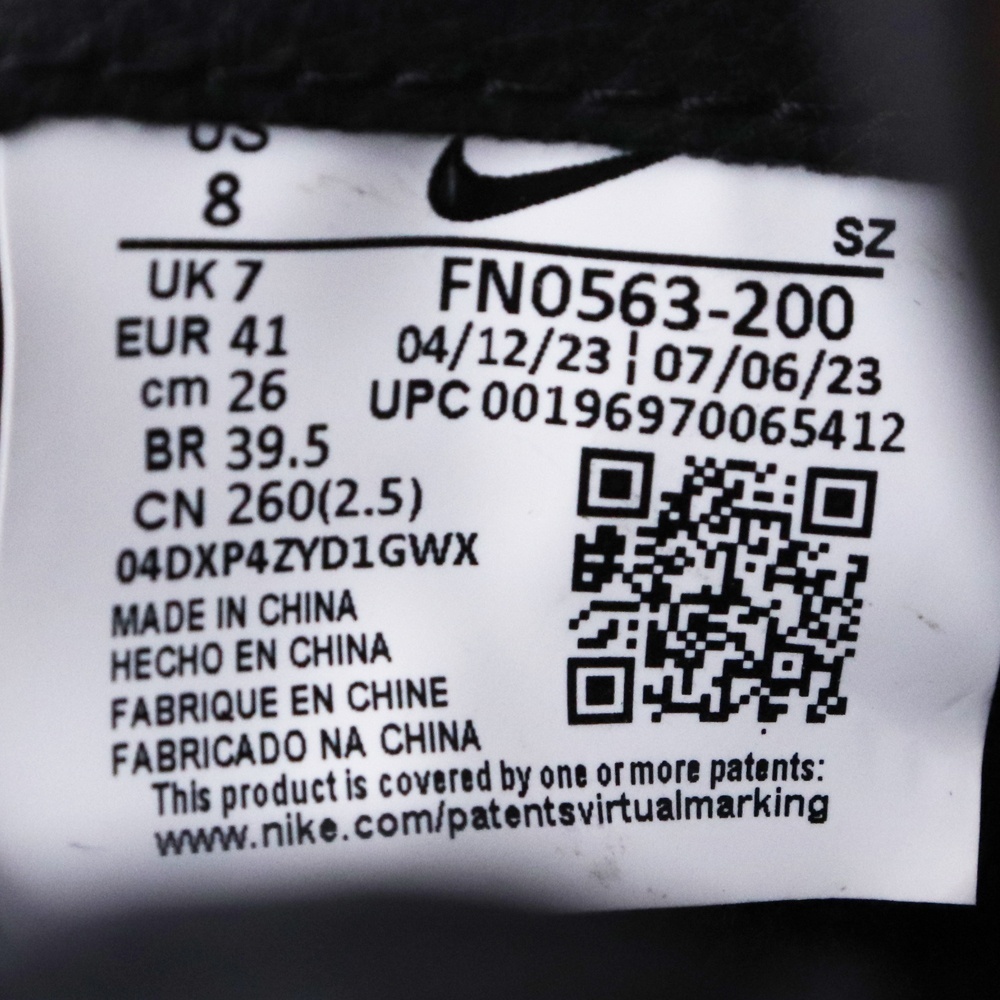 US
8
SZ
UK 7
EUR 41
cm 26
BR 39.5
CN 260(2.5)
FN0563-200
04/12/23 ¦ 07/06/23
UPC 00196970065412
04DXP4ZYD1GWX
MADE IN CHINA
HECHO EN CHINA
FABRIQUE EN CHINE
FABRICADO NA CHINA
This product is covered by one or more patents:
www.nike.com/patentsvirtualmarking